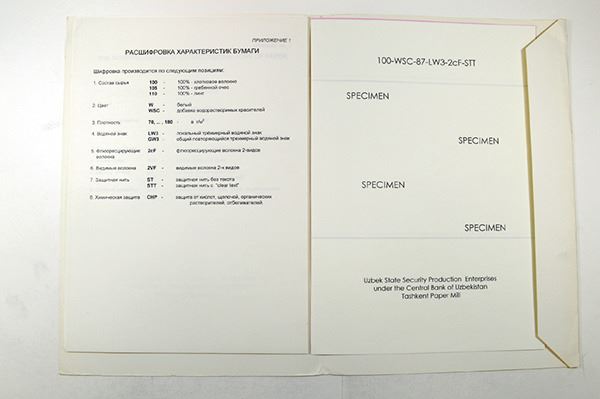 ПРИЛОЖЕНИЕ 1
РАСШИФРОВКА ХАРАКТЕРИСТИК БУМАГИ
Шифровка производится по следующим позициям:
1. Состав сырья 100 - 100% - хлопковое волокно
105 - 100% - гребенной очес
110 - 100% - линт
2. Цвет W - белый
WSC - добавка водорастворимых красителей
3. Плотность 70, ... , 180 - в г/м²
4. Водяной знак LW3 - локальный трёхмерный водяной знак
GW3 - общий повторяющийся трёхмерный водяной знак
5. Флюоресцирующие 2cF - флюоресцирующие волокна 2-видов
волокна
6. Видимые волокна 2VF - видимые волокна 2-х видов
7. Защитная нить ST - защитная нить без текста
STT - защитная нить с "clear text"
8. Химическая защита CHP - защита от кислот, щелочей, органических
растворителей, отбеливателей.
100-WSC-87-LW3-2cF-STT
SPECIMEN
SPECIMEN
SPECIMEN
SPECIMEN
Uzbek State Security Production Enterprises
under the Central Bank of Uzbekistan
Tashkent Paper Mill